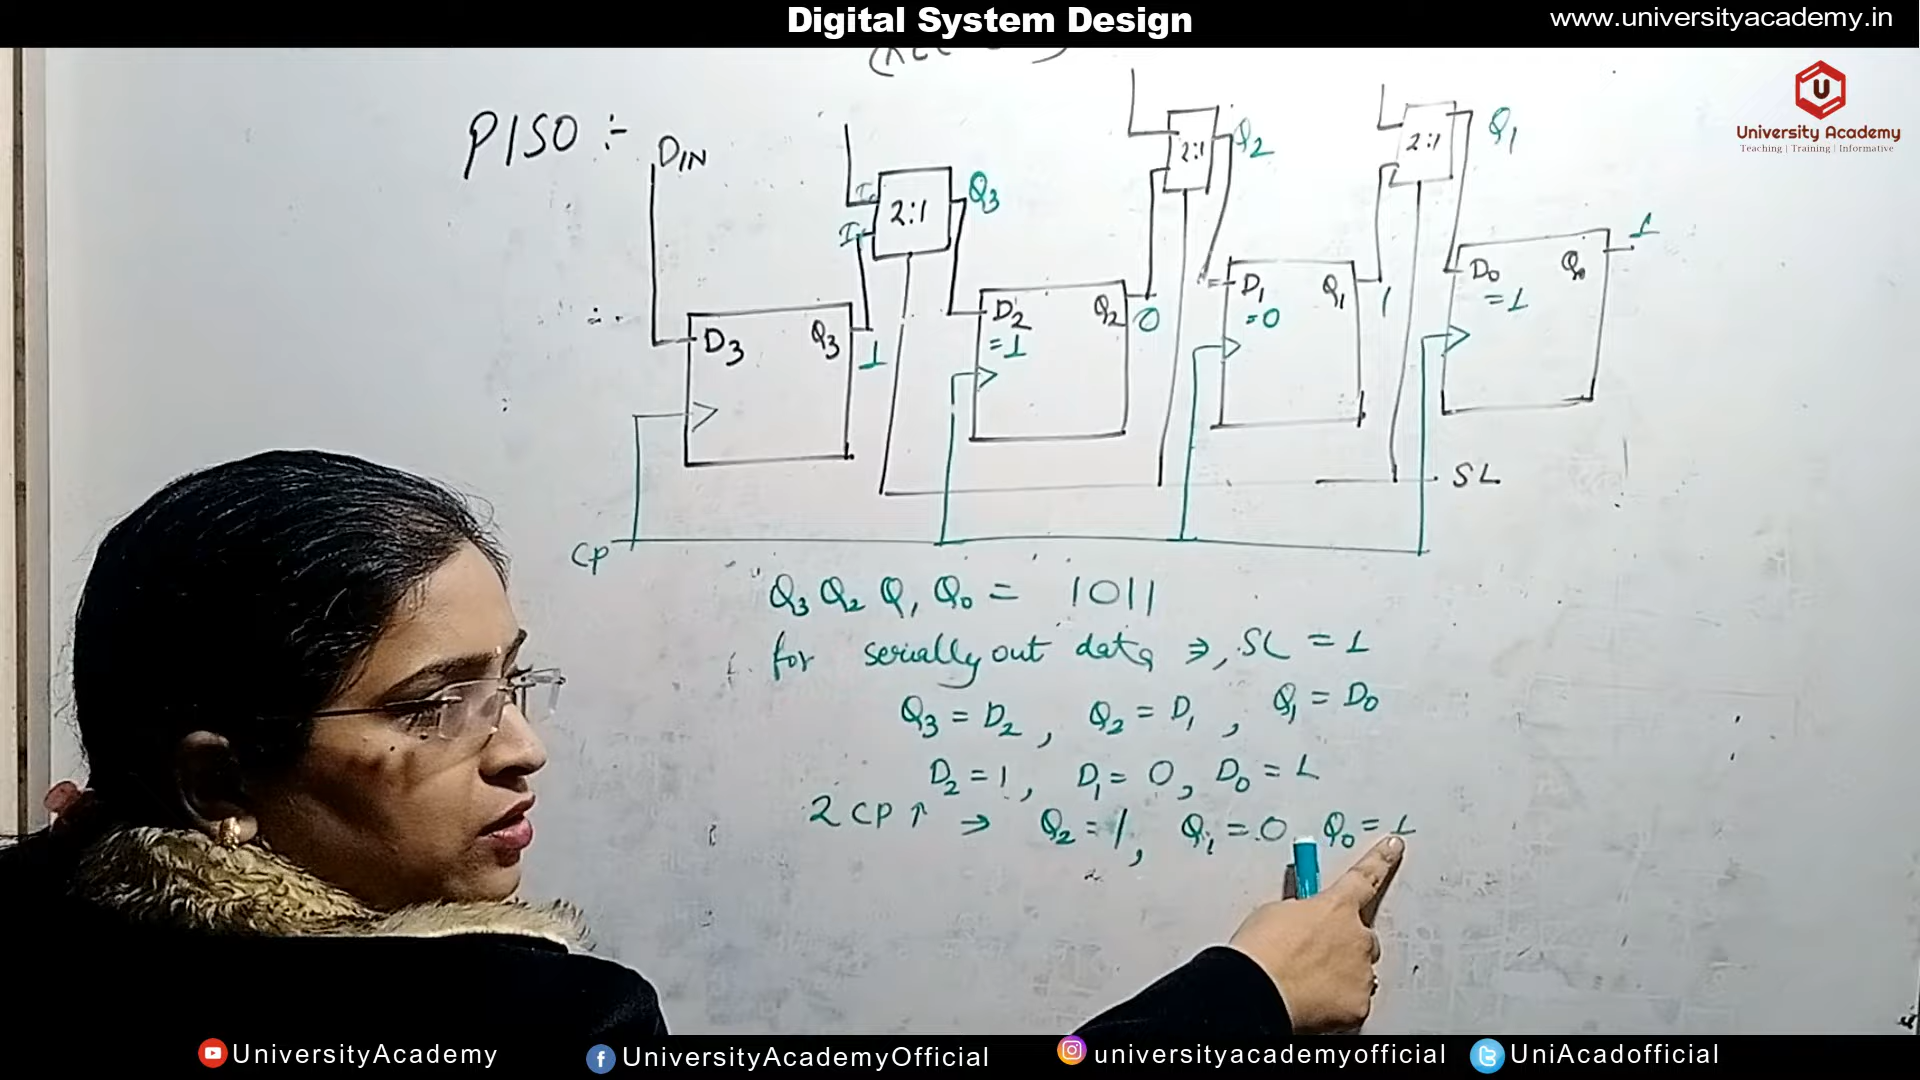 Digital System Design
www.universityacademy.in
U
University Academy
Teaching | Training | Informative
PISO :-
DIN
I0
I1
2:1
Q3
2:1
Q2
2:1
Q1
D3 Q3 1
D2 = 1 Q2 0
D1 = 0 Q1 1
D0 = 1 Q0 1
SL
CP
Q3 Q2 Q1 Q0 = 1011
for serially out data ⇒, SL = 1
Q3 = D2, Q2 = D1, Q1 = D0
D2 = 1, D1 = 0, D0 = 1
2 CP ↑ ⇒ Q2 = 1, Q1 = 0 Q0 = 1
UniversityAcademy
UniversityAcademyOfficial
universityacademyofficial
UniAcadofficial